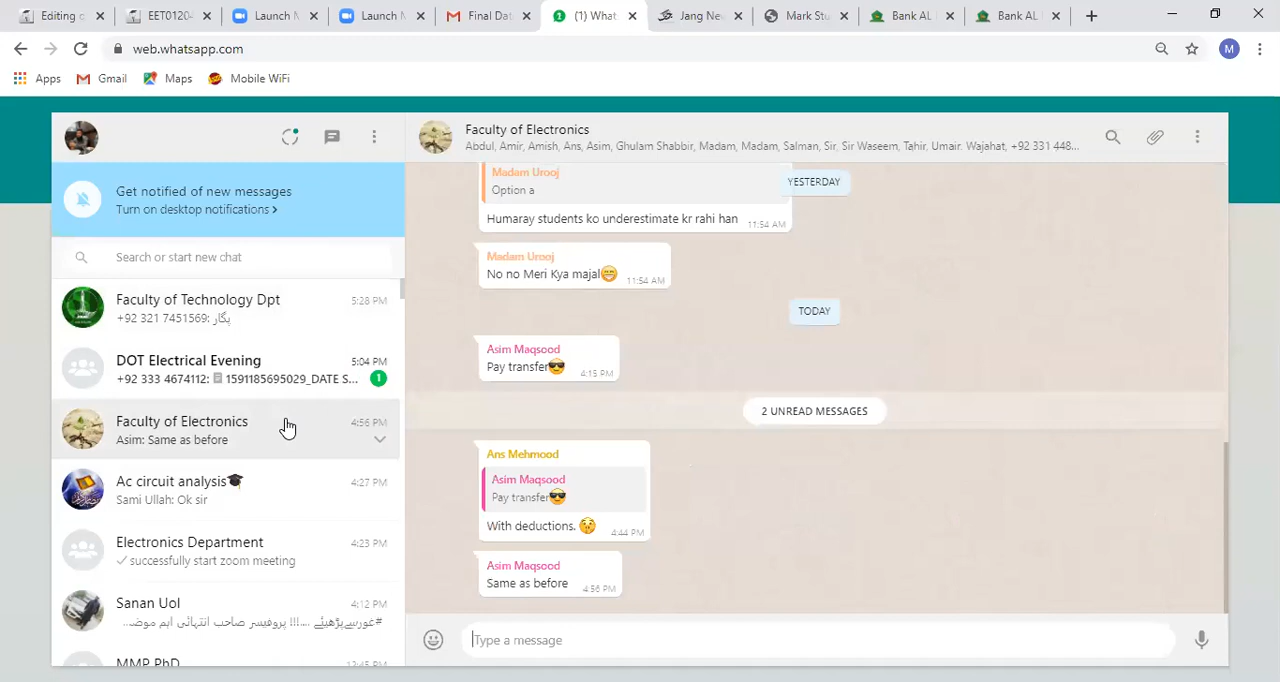 Editing c
EET0120
Launch M
Launch M
Final Dat
(1) What
Jang Ne
Mark Stu
Bank AL
Bank AL
web.whatsapp.com
M
Apps
Gmail
Maps
Mobile WiFi
Get notified of new messages
Turn on desktop notifications >
Search or start new chat
Faculty of Technology Dpt
5:28 PM
+92 321 7451569: پگار
DOT Electrical Evening
5:04 PM
+92 333 4674112: 1591185695029_DATE S...
1
Faculty of Electronics
4:56 PM
Asim: Same as before
Ac circuit analysis🎓
4:27 PM
Sami Ullah: Ok sir
Electronics Department
4:23 PM
✓ successfully start zoom meeting
Sanan Uol
4:12 PM
#غورسےپڑھیئے ....!!! پروفیسر صاحب انتہائی اہم موضـ...
MMP PhD
Faculty of Electronics
Abdul, Amir, Amish, Ans, Asim, Ghulam Shabbir, Madam, Madam, Salman, Sir, Sir Waseem, Tahir, Umair. Wajahat, +92 331 448...
Madam Urooj
YESTERDAY
Option a
Humaray students ko underestimate kr rahi han
11:54 AM
Madam Urooj
No no Meri Kya majal😁
11:54 AM
TODAY
Asim Maqsood
Pay transfer😎
4:15 PM
2 UNREAD MESSAGES
Ans Mehmood
Asim Maqsood
Pay transfer😎
With deductions. 🤫
4:44 PM
Asim Maqsood
Same as before
4:56 PM
Type a message